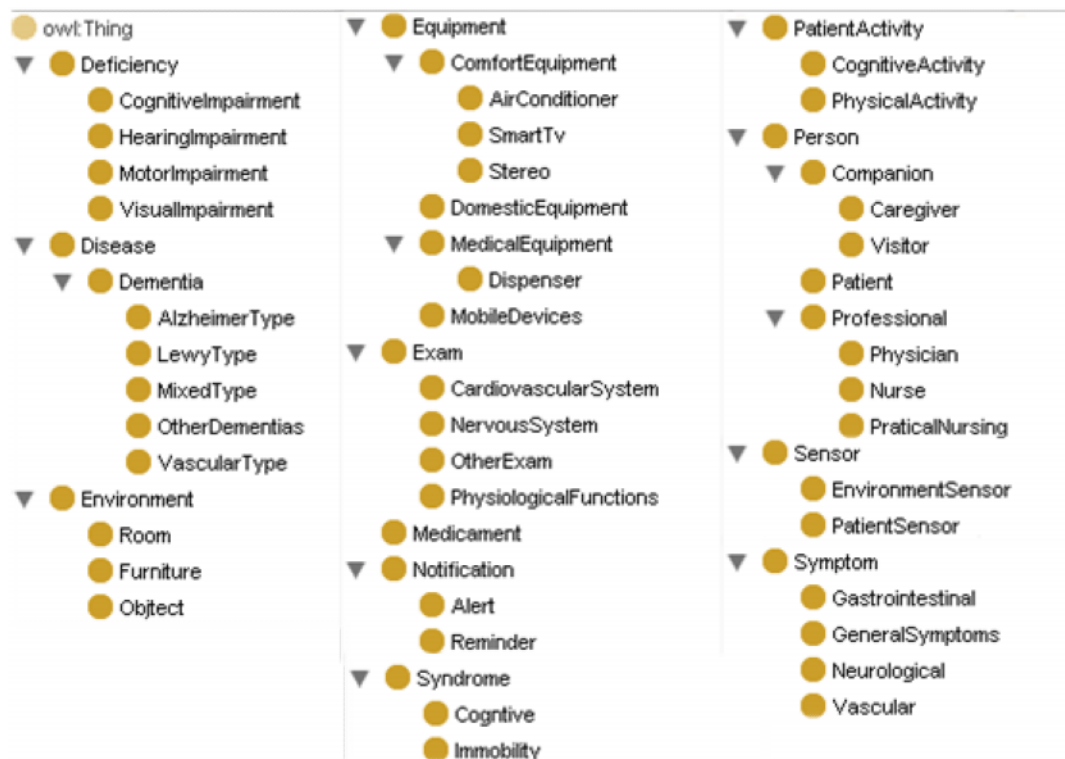 owl:Thing
Deficiency
CognitiveImpairment
HearingImpairment
MotorImpairment
VisualImpairment
Disease
Dementia
AlzheimerType
LewyType
MixedType
OtherDementias
VascularType
Environment
Room
Furniture
Objtect
Equipment
ComfortEquipment
AirConditioner
SmartTv
Stereo
DomesticEquipment
MedicalEquipment
Dispenser
MobileDevices
Exam
CardiovascularSystem
NervousSystem
OtherExam
PhysiologicalFunctions
Medicament
Notification
Alert
Reminder
Syndrome
Cogntive
Immobility
PatientActivity
CognitiveActivity
PhysicalActivity
Person
Companion
Caregiver
Visitor
Patient
Professional
Physician
Nurse
PraticalNursing
Sensor
EnvironmentSensor
PatientSensor
Symptom
Gastrointestinal
GeneralSymptoms
Neurological
Vascular